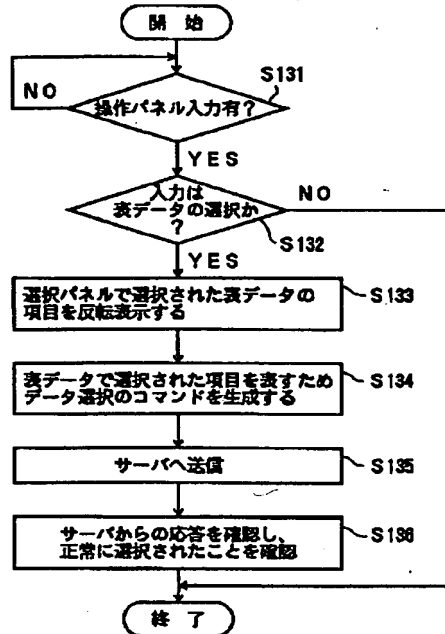 開 始
S131
NO
操作パネル入力有?
YES
入力は
表データの選択か
?
NO
S132
YES
選択パネルで選択された表データの
項目を反転表示する
S133
表データで選択された項目を表すため
データ選択のコマンドを生成する
S134
サーバへ送信
S135
サーバからの応答を確認し、
正常に選択されたことを確認
S136
終 了